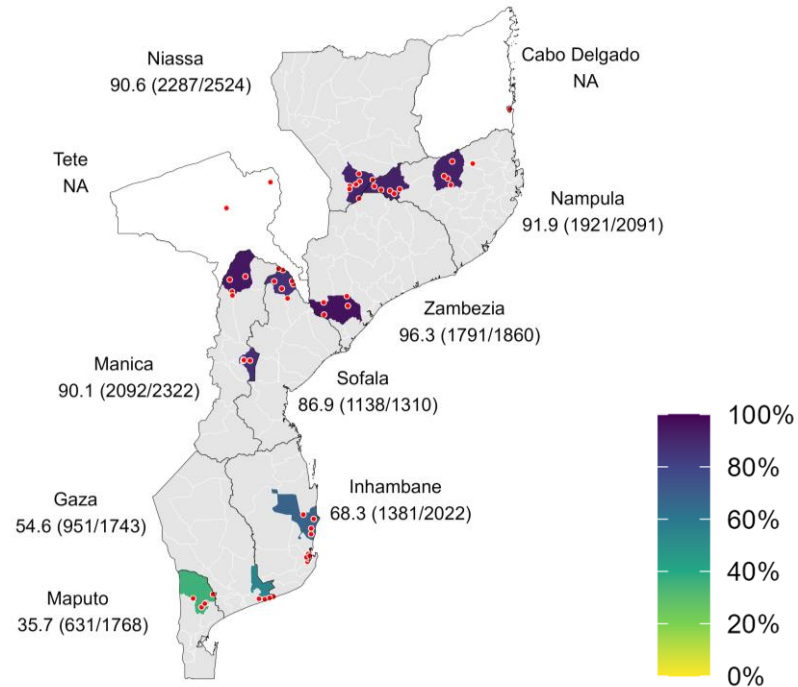 Niassa
90.6 (2287/2524)
Cabo Delgado
NA
Tete
NA
Nampula
91.9 (1921/2091)
Zambezia
96.3 (1791/1860)
Manica
90.1 (2092/2322)
Sofala
86.9 (1138/1310)
Gaza
54.6 (951/1743)
Inhambane
68.3 (1381/2022)
Maputo
35.7 (631/1768)
100%
80%
60%
40%
20%
0%